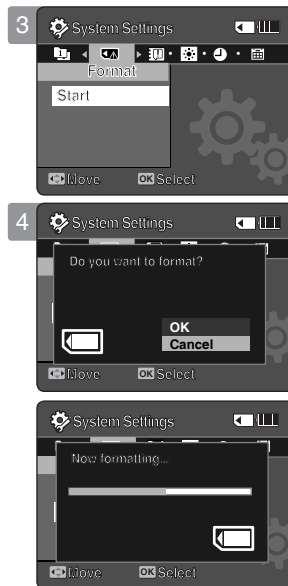 3
System Settings
Format
Start
Move OK Select
4
System Settings
Do you want to format?
OK
Cancel
Move OK Select
System Settings
Now formatting...
Move OK Select